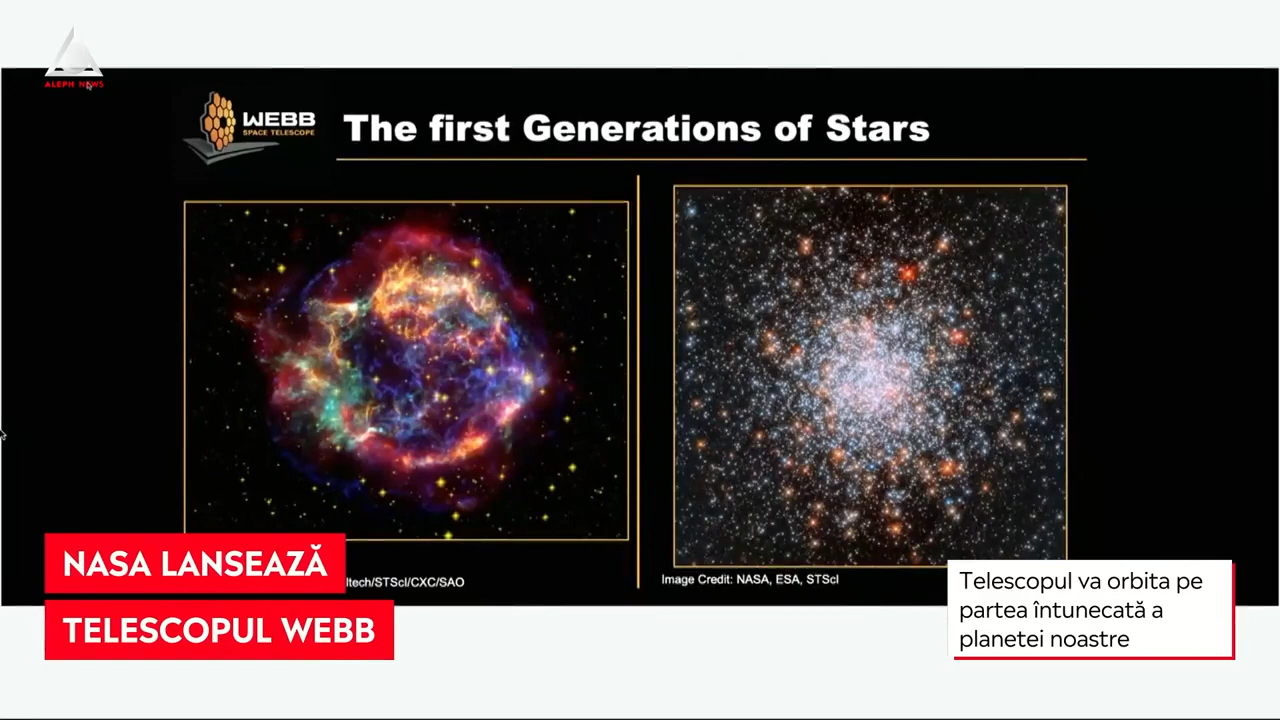 ALEPH NEWS
WEBB
SPACE TELESCOPE
The first Generations of Stars
ltech/STScI/CXC/SAO
Image Credit: NASA, ESA, STScI
NASA LANSEAZĂ
TELESCOPUL WEBB
Telescopul va orbita pe
partea întunecată a
planetei noastre